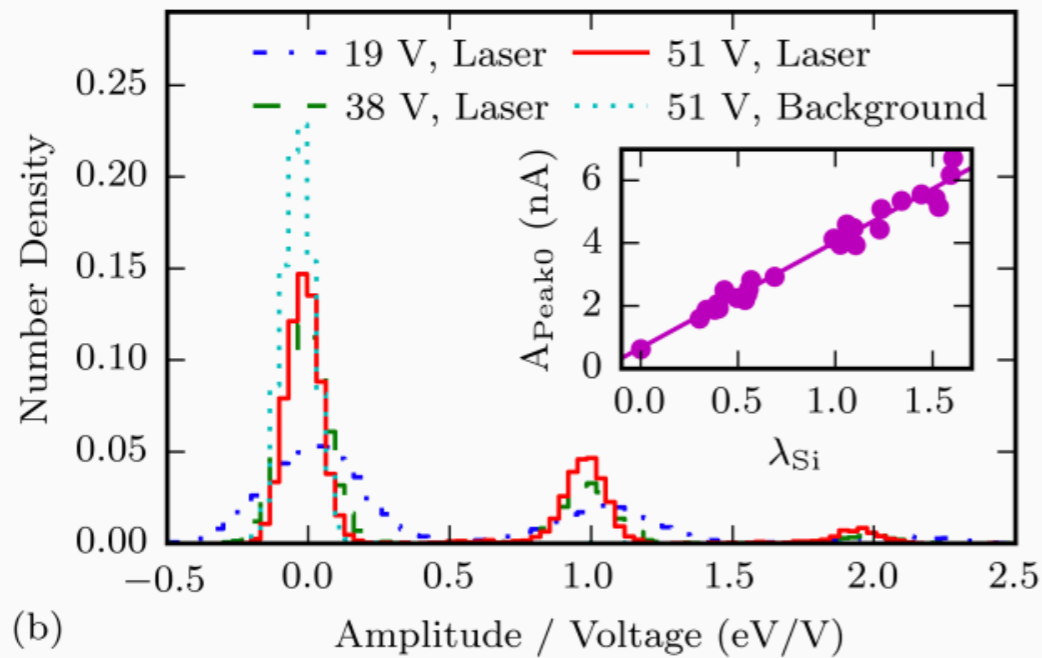 19 V, Laser
51 V, Laser
38 V, Laser
51 V, Background
0.25
0.20
0.15
0.10
0.05
0.00
Number Density
6
4
2
0
A_Peak0 (nA)
0.0 0.5 1.0 1.5
λ_Si
−0.5 0.0 0.5 1.0 1.5 2.0 2.5
Amplitude / Voltage (eV/V)
(b)